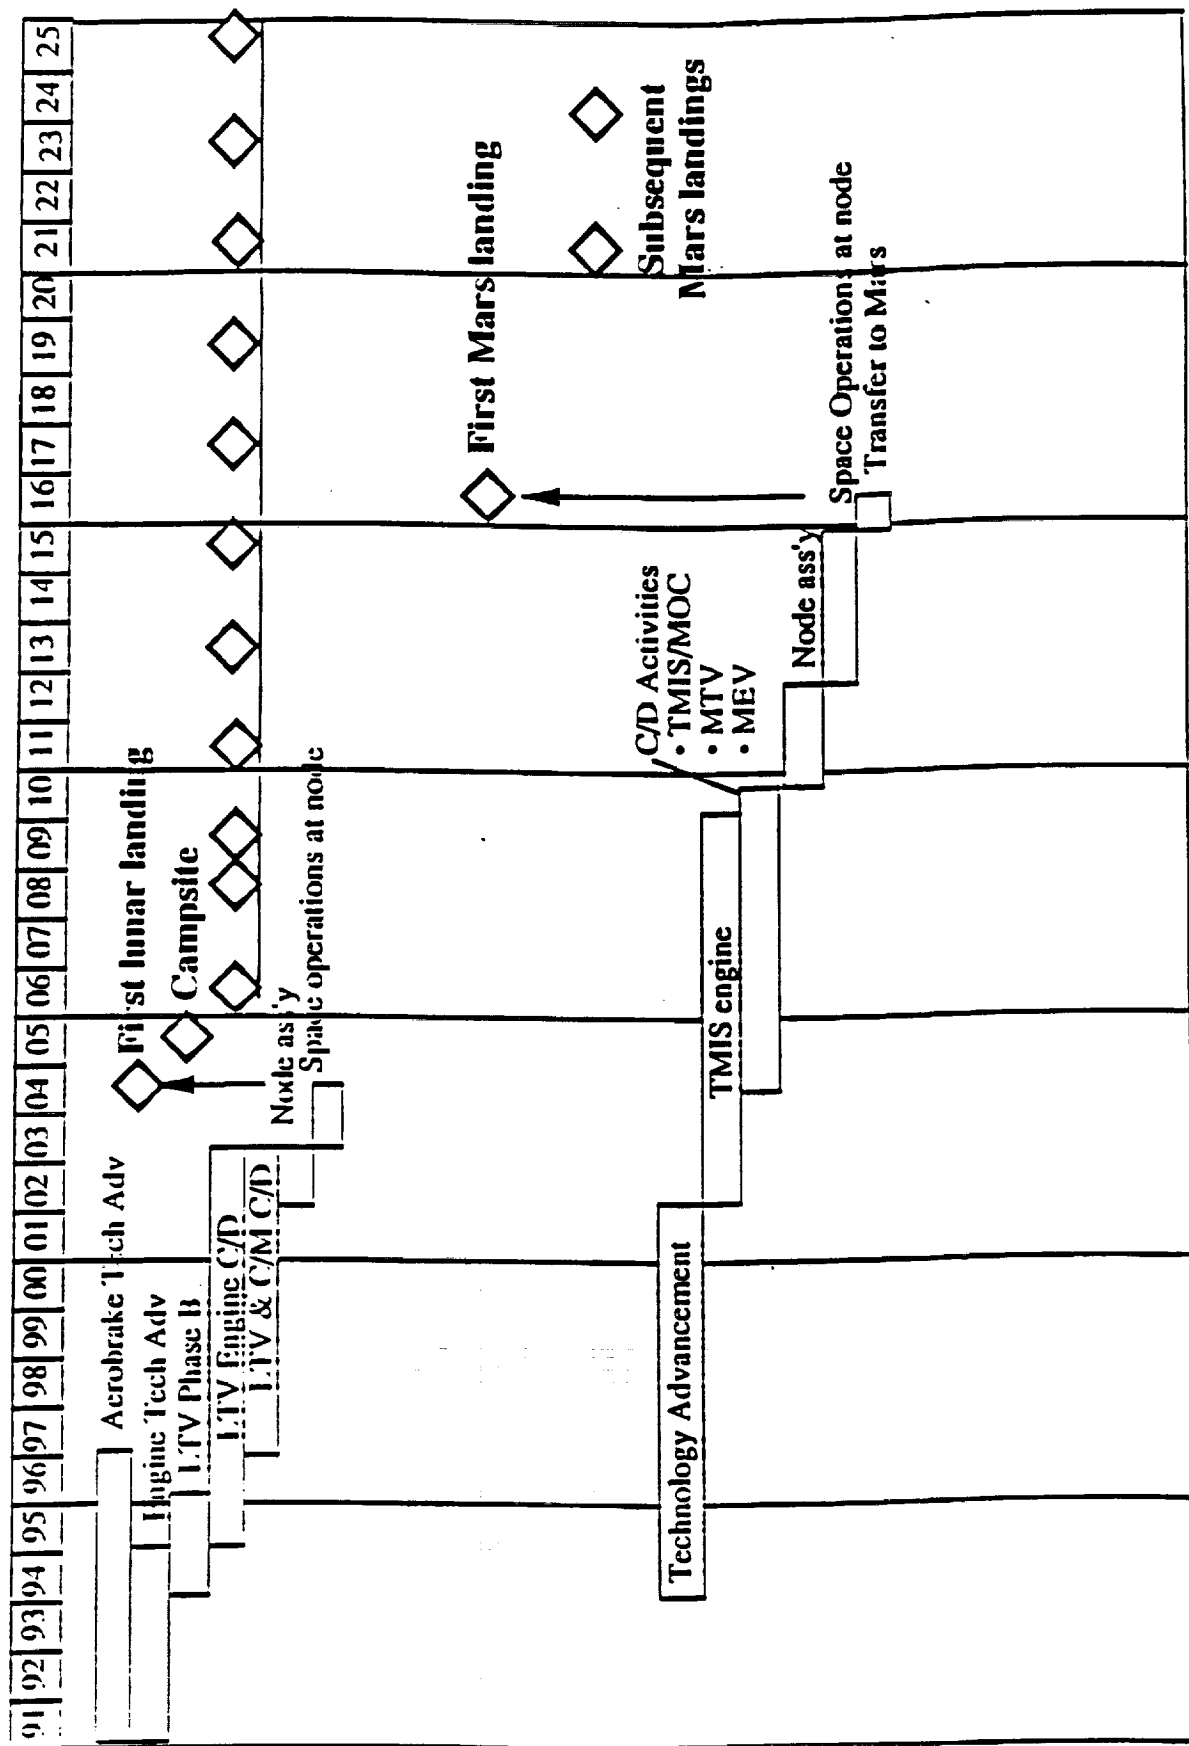 91 92 93 94 95 96 97 98 99 00 01 02 03 04 05 06 07 08 09 10 11 12 13 14 15 16 17 18 19 20 21 22 23 24 25
Aerobrake Tech Adv
First lunar landing
Engine Tech Adv
LTV Phase B
Campsite
LTV Engine C/D
LTV & C/M C/D
Node ass'y
Space operations at node
First Mars landing
Subsequent
Mars landings
Technology Advancement
TMIS engine
C/D Activities
• TMIS/MOC
• MTV
• MEV
Node ass'y
Space Operations at node
Transfer to Mars